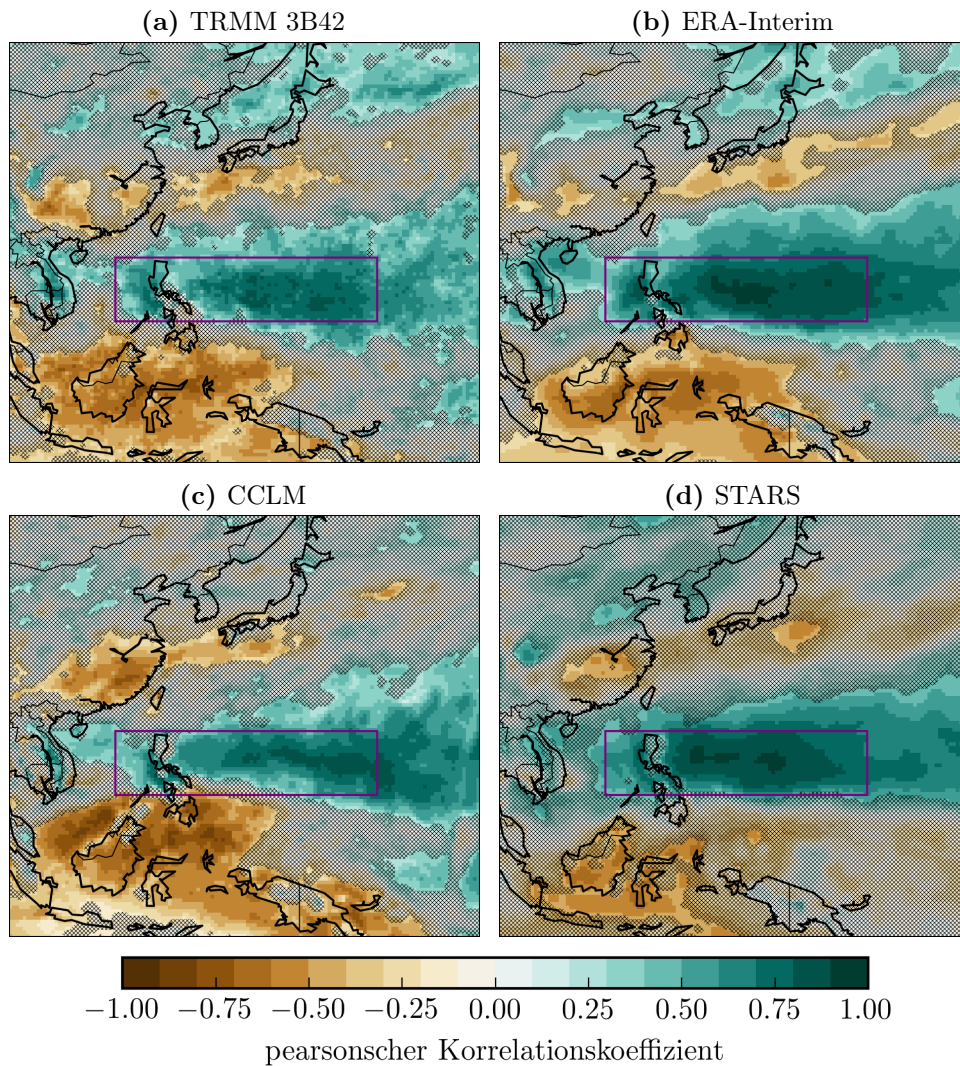 (a) TRMM 3B42
(b) ERA-Interim
(c) CCLM
(d) STARS
−1.00 −0.75 −0.50 −0.25 0.00 0.25 0.50 0.75 1.00
pearsonscher Korrelationskoeffizient